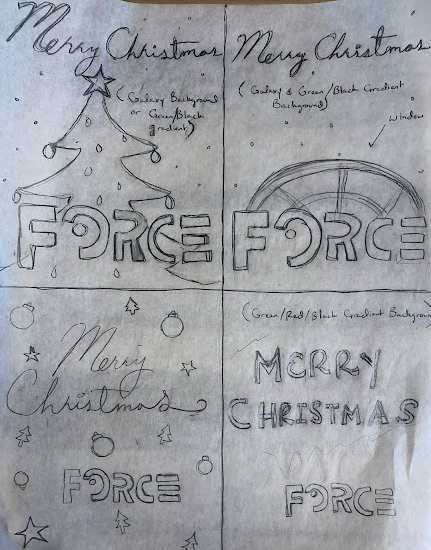 Merry Christmas
(Galaxy Background
or Green/Black
gradient)
FORCE
Merry Christmas
(Galaxy & Green/Black Gradient
Background)
Window
FORCE
Merry
Christmas
FORCE
(Green/Red/Black Gradient Background
MERRY
CHRISTMAS
FORCE